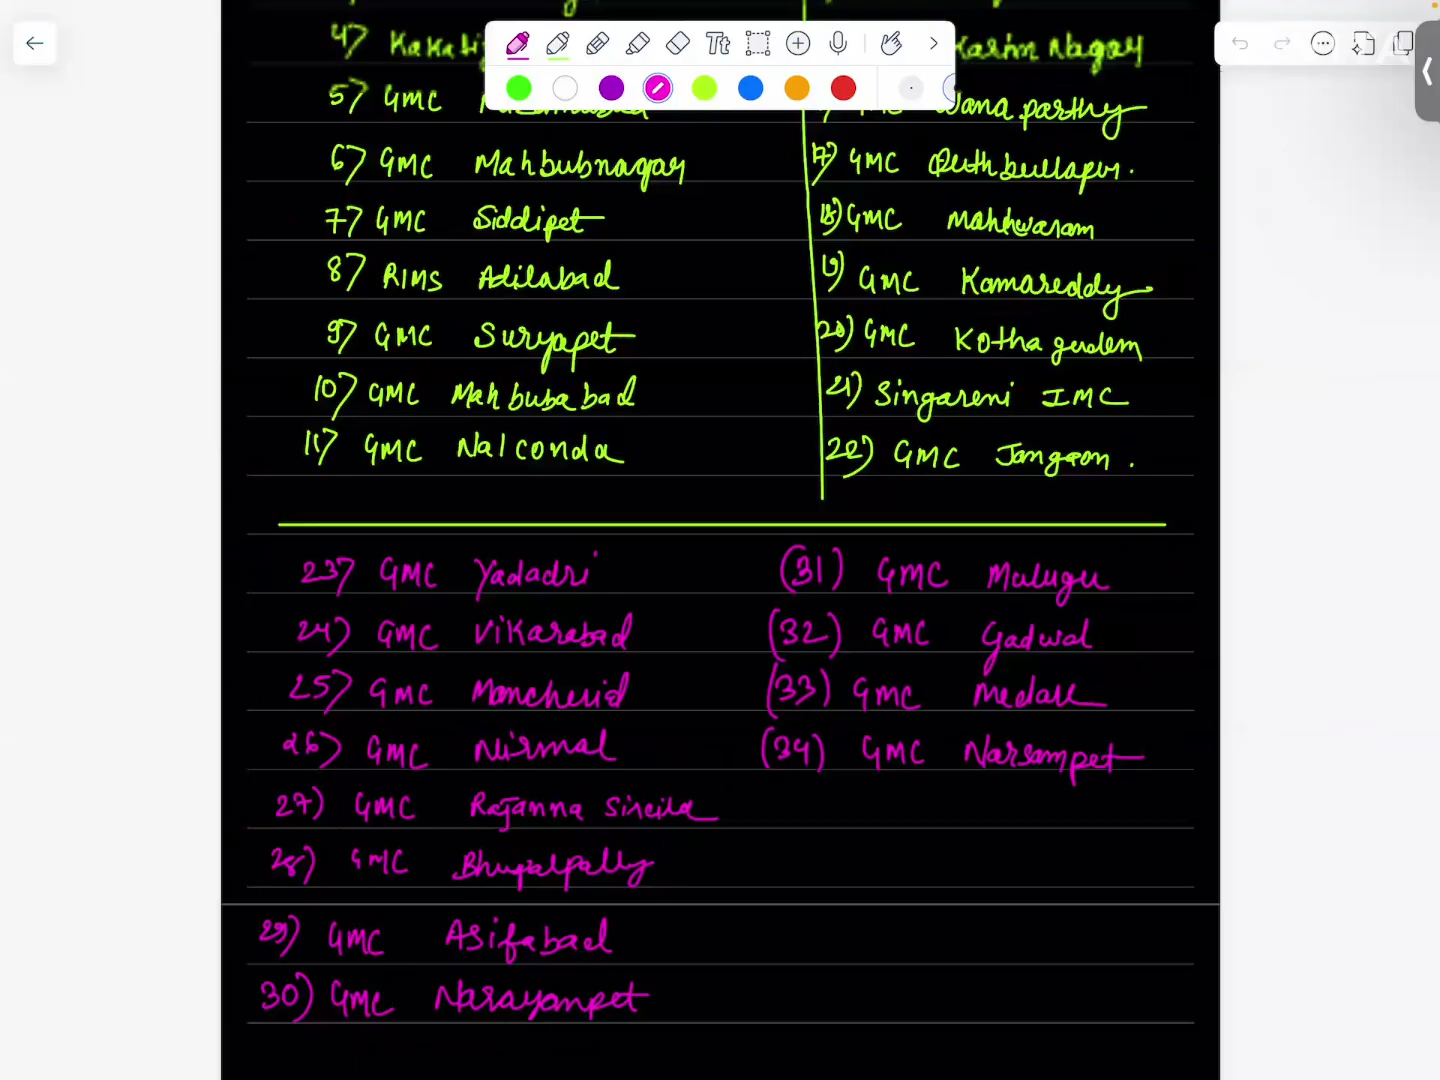 4) Kakatiy
5) GMC Nizamabad
6) GMC Mahbubnagar
7) GMC Siddipet
8) RIMS Adilabad
9) GMC Suryapet
10) GMC Mahbubabad
11) GMC Nalconda
Karim Nagar
Wanaparthy
17) GMC Quthbullapur.
18) GMC Mahhwaram
19) GMC Kamareddy
20) GMC Kothagudem
21) Singareni IMC
22) GMC Jangaon.
23) GMC Yadadri
24) GMC Vikarabad
25) GMC Mancherial
26) GMC Nirmal
27) GMC Rajanna Sircilla
28) GMC Bhupalpally
29) GMC Asifabad
30) GMC Narayanpet
(31) GMC Mulugu
(32) GMC Gadwal
(33) GMC Medak
(34) GMC Narsampet
Tt